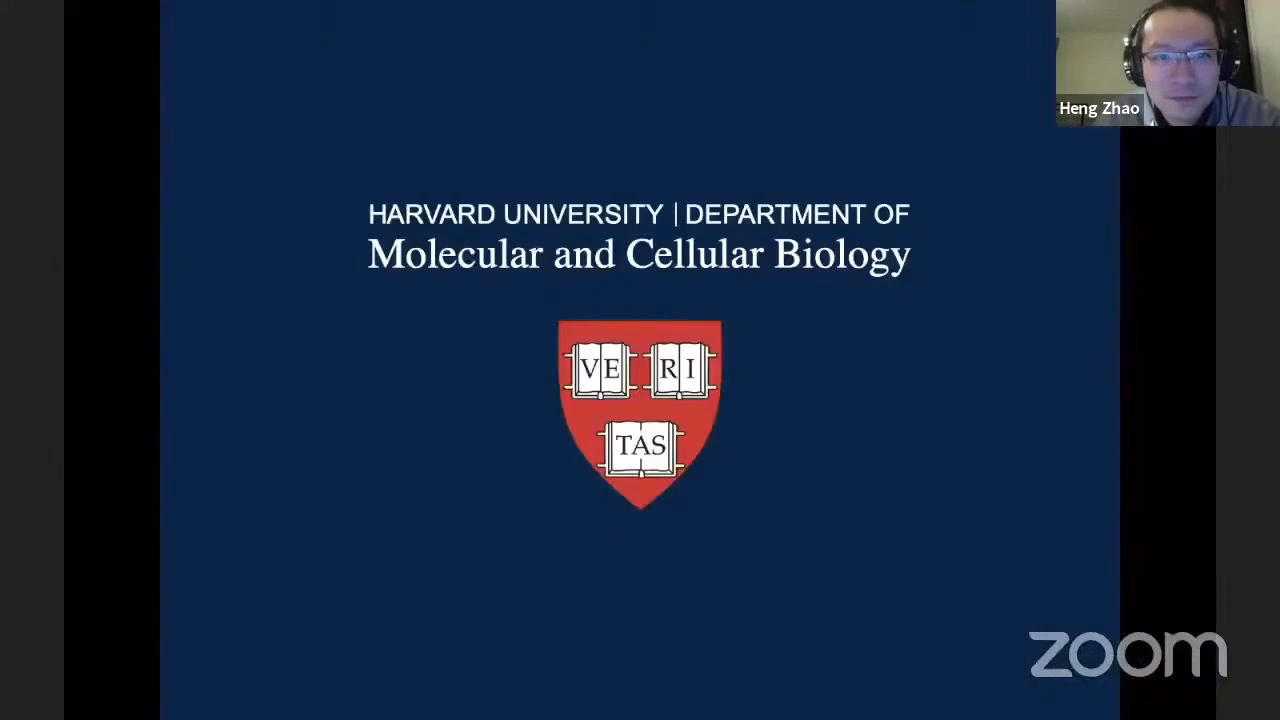 Heng Zhao
HARVARD UNIVERSITY | DEPARTMENT OF
Molecular and Cellular Biology
VE RI
TAS
zoom